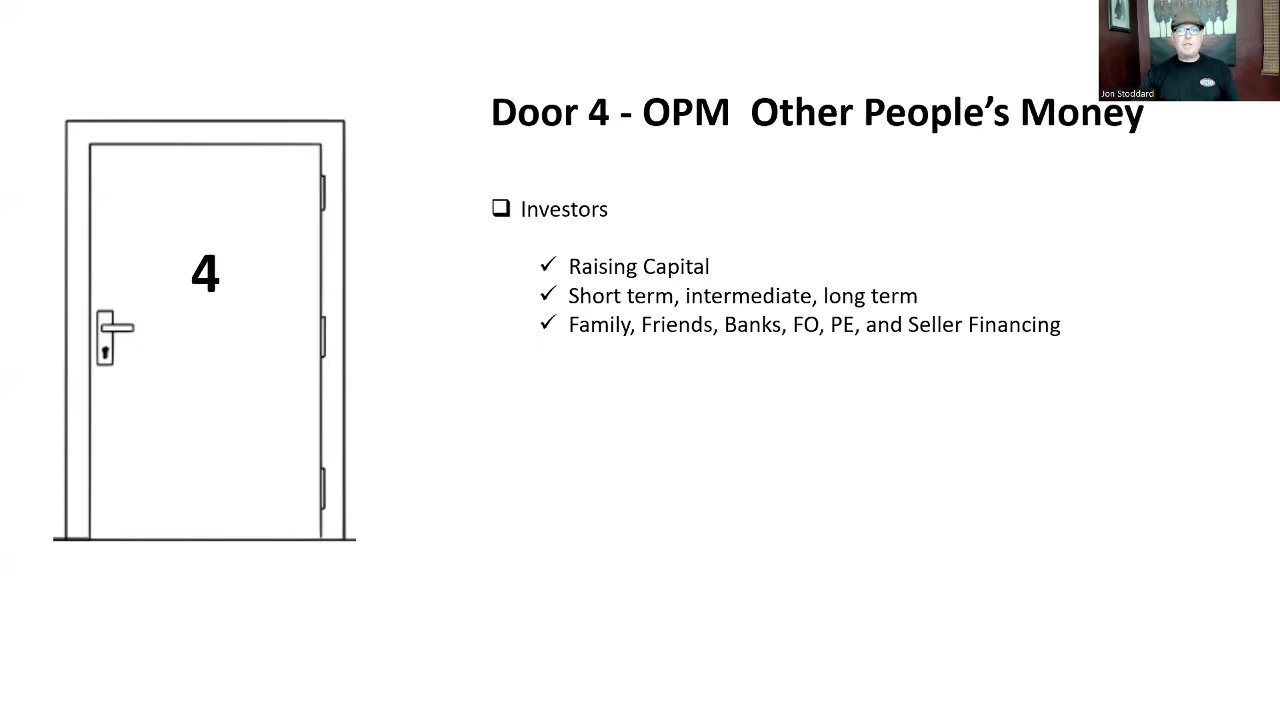 Jon Stoddard
Door 4 - OPM  Other People’s Money
Investors
Raising Capital
Short term, intermediate, long term
Family, Friends, Banks, FO, PE, and Seller Financing
4